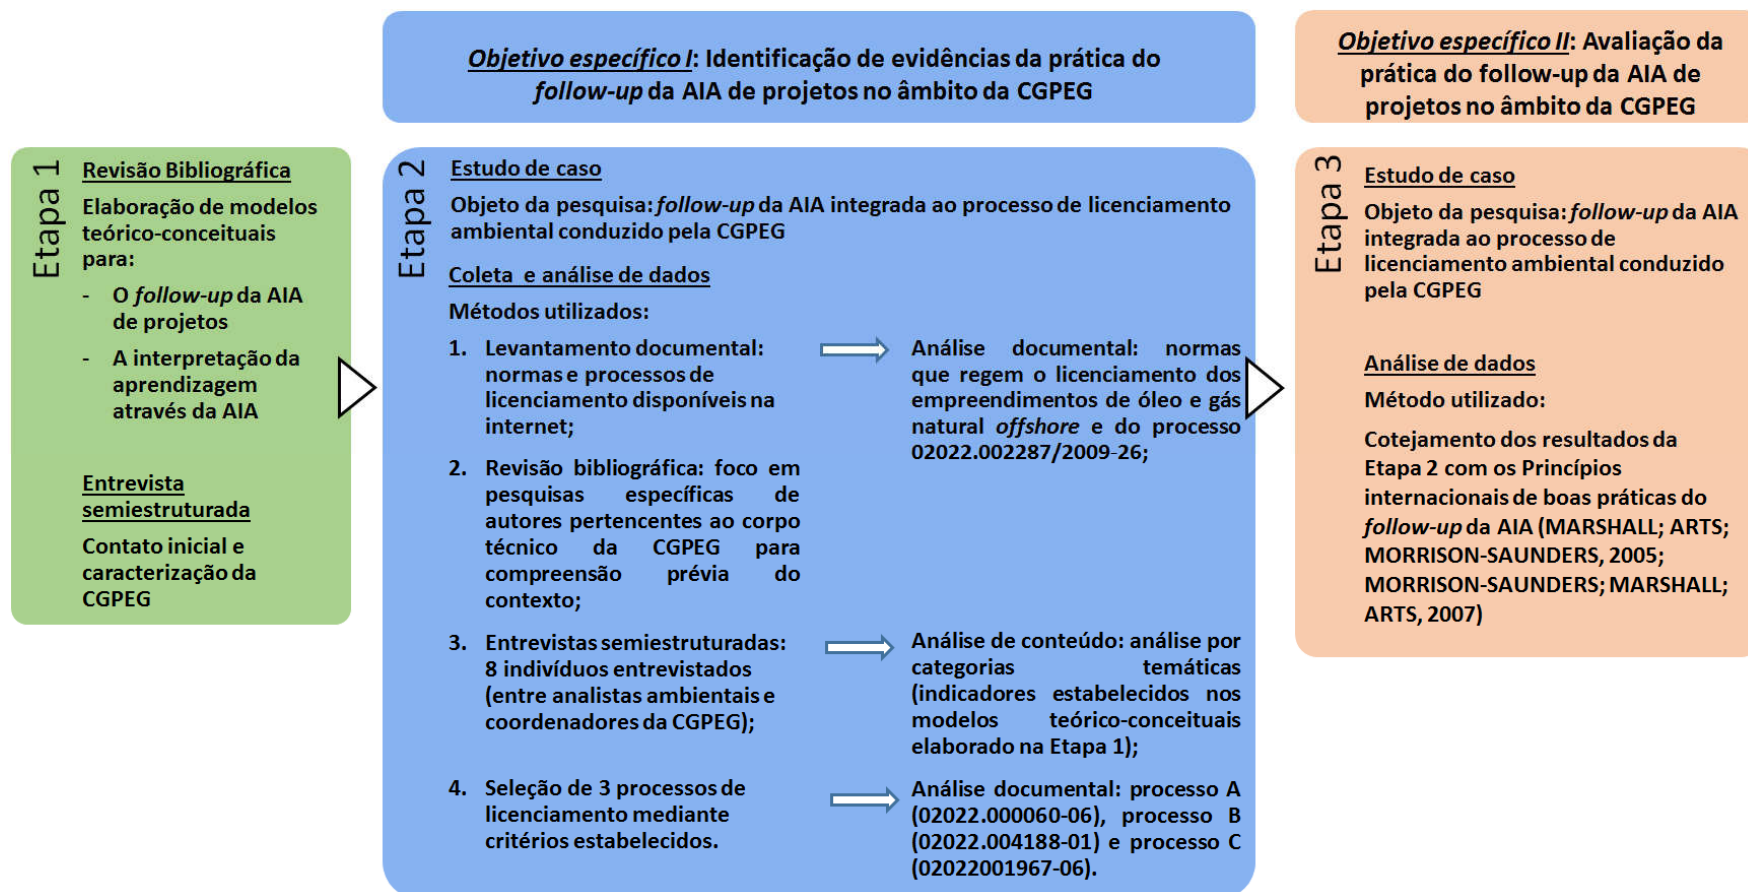 Objetivo específico I: Identificação de evidências da prática do
follow-up da AIA de projetos no âmbito da CGPEG
Objetivo específico II: Avaliação da
prática do follow-up da AIA de
projetos no âmbito da CGPEG
Etapa 1
Revisão Bibliográfica
Elaboração de modelos
teórico-conceituais
para:
- O follow-up da AIA
de projetos
- A interpretação da
aprendizagem
através da AIA
Entrevista
semiestruturada
Contato inicial e
caracterização da
CGPEG
Etapa 2
Estudo de caso
Objeto da pesquisa: follow-up da AIA integrada ao processo de licenciamento
ambiental conduzido pela CGPEG
Coleta e análise de dados
Métodos utilizados:
1. Levantamento documental:
normas e processos de
licenciamento disponíveis na
internet;
Análise documental: normas
que regem o licenciamento dos
empreendimentos de óleo e gás
natural offshore e do processo
02022.002287/2009-26;
2. Revisão bibliográfica: foco em
pesquisas específicas de
autores pertencentes ao corpo
técnico da CGPEG para
compreensão prévia do
contexto;
3. Entrevistas semiestruturadas:
8 indivíduos entrevistados
(entre analistas ambientais e
coordenadores da CGPEG);
Análise de conteúdo: análise por
categorias temáticas
(indicadores estabelecidos nos
modelos teórico-conceituais
elaborado na Etapa 1);
4. Seleção de 3 processos de
licenciamento mediante
critérios estabelecidos.
Análise documental: processo A
(02022.000060-06), processo B
(02022.004188-01) e processo C
(02022001967-06).
Etapa 3
Estudo de caso
Objeto da pesquisa: follow-up da AIA
integrada ao processo de
licenciamento ambiental conduzido
pela CGPEG
Análise de dados
Método utilizado:
Cotejamento dos resultados da
Etapa 2 com os Princípios
internacionais de boas práticas do
follow-up da AIA (MARSHALL; ARTS;
MORRISON-SAUNDERS, 2005;
MORRISON-SAUNDERS; MARSHALL;
ARTS, 2007)